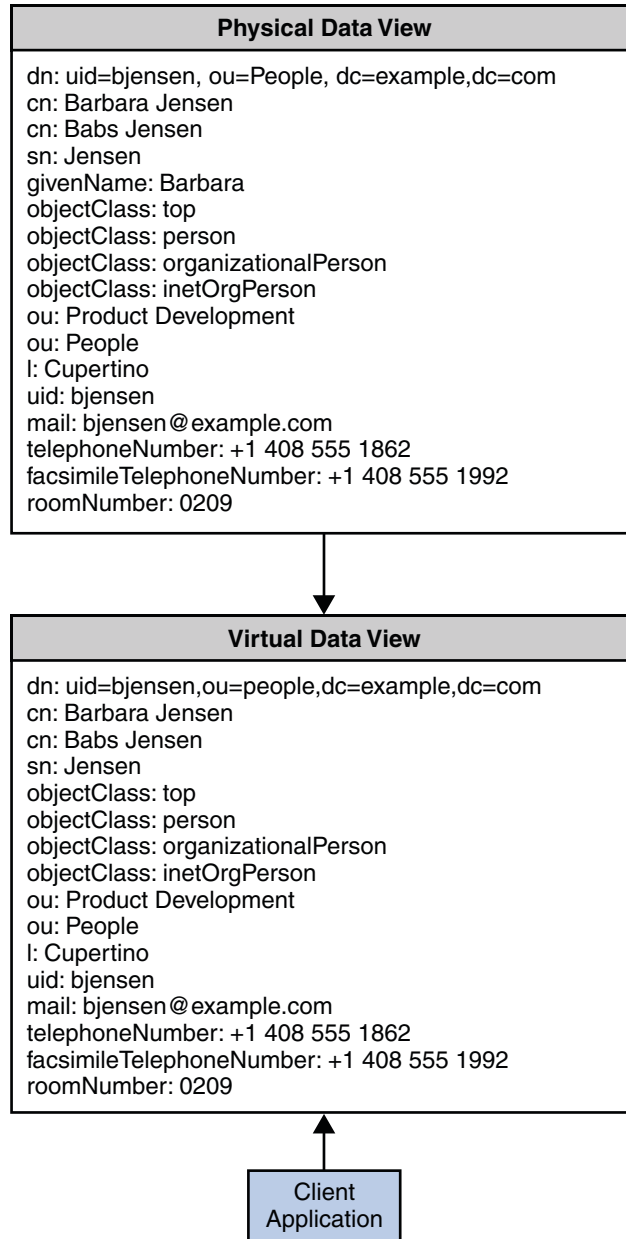 Physical Data View
dn: uid=bjensen, ou=People, dc=example,dc=com
cn: Barbara Jensen
cn: Babs Jensen
sn: Jensen
givenName: Barbara
objectClass: top
objectClass: person
objectClass: organizationalPerson
objectClass: inetOrgPerson
ou: Product Development
ou: People
l: Cupertino
uid: bjensen
mail: bjensen@example.com
telephoneNumber: +1 408 555 1862
facsimileTelephoneNumber: +1 408 555 1992
roomNumber: 0209
Virtual Data View
dn: uid=bjensen,ou=people,dc=example,dc=com
cn: Barbara Jensen
cn: Babs Jensen
sn: Jensen
objectClass: top
objectClass: person
objectClass: organizationalPerson
objectClass: inetOrgPerson
ou: Product Development
ou: People
l: Cupertino
uid: bjensen
mail: bjensen@example.com
telephoneNumber: +1 408 555 1862
facsimileTelephoneNumber: +1 408 555 1992
roomNumber: 0209
Client
Application